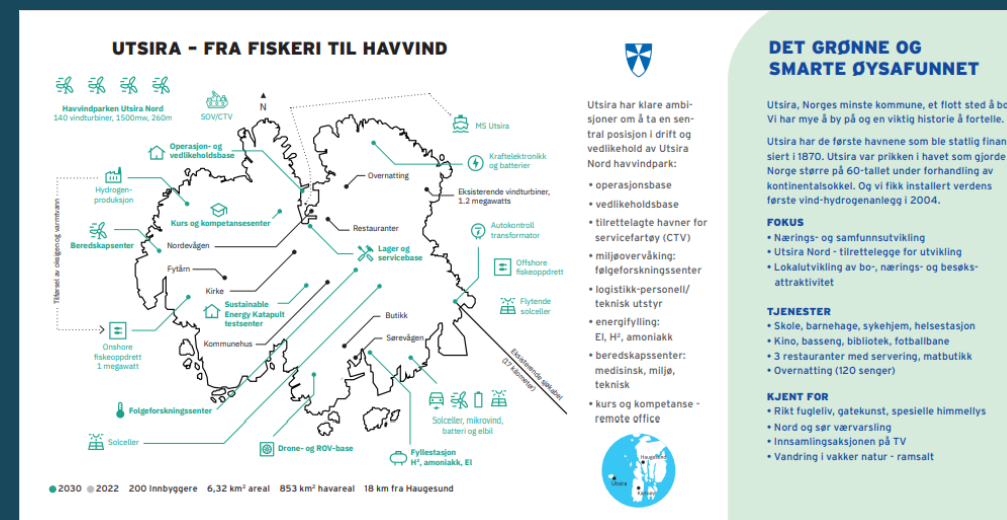 UTSIRA - FRA FISKERI TIL HAVVIND
Havvindparken Utsira Nord
140 vindturbiner, 1500mw, 260m
SOV/CTV
N
MS Utsira
Operasjon- og
vedlikeholdsbase
Kraftelektronikk
og batterier
Overnatting
Hydrogen-
produksjon
Eksisterende vindturbiner,
1.2 megawatts
Kurs og kompetansesenter
Autokontroll
transformator
Beredskapsenter
Restauranter
Nordevågen
Lager og
servicebase
Tilførsel av oksigen og varmtvann
Offshore
fiskeoppdrett
Fytårn
Kirke
Sustainable
Energy Katapult
testsenter
Flytende
solceller
Butikk
Kommunehus
Sørevågen
Onshore
fiskeoppdrett
1 megawatt
Eksisterende sjøkabel
(17 kilometer)
Følgeforskningssenter
Solceller, mikrovind,
batteri og elbil
Solceller
Drone- og ROV-base
Fyllestasjon
H², amoniakk, El
2030 2022 200 Innbyggere 6,32 km² areal 853 km² havareal 18 km fra Haugesund
Utsira har klare ambi-
sjoner om å ta en sen-
tral posisjon i drift og
vedlikehold av Utsira
Nord havvindpark:
• operasjonsbase
• vedlikeholdsbase
• tilrettelagte havner for
servicefartøy (CTV)
• miljøovervåking:
følgeforskningssenter
• logistikk-personell/
teknisk utstyr
• energifylling:
El, H², amoniakk
• beredskapssenter:
medisinsk, miljø,
teknisk
• kurs og kompetanse -
remote office
Haugesund
Utsira
Karmøy
DET GRØNNE OG
SMARTE ØYSAFUNNET
Utsira, Norges minste kommune, et flott sted å bo
Vi har mye å by på og en viktig historie å fortelle.
Utsira har de første havnene som ble statlig finan
siert i 1870. Utsira var prikken i havet som gjorde
Norge større på 60-tallet under forhandling av
kontinentalsokkel. Og vi fikk installert verdens
første vind-hydrogenanlegg i 2004.
FOKUS
• Nærings- og samfunnsutvikling
• Utsira Nord - tilrettelegge for utvikling
• Lokalutvikling av bo-, nærings- og besøks-
attraktivitet
TJENESTER
• Skole, barnehage, sykehjem, helsestasjon
• Kino, basseng, bibliotek, fotballbane
• 3 restauranter med servering, matbutikk
• Overnatting (120 senger)
KJENT FOR
• Rikt fugleliv, gatekunst, spesielle himmellys
• Nord og sør værvarsling
• Innsamlingsaksjonen på TV
• Vandring i vakker natur - ramsalt